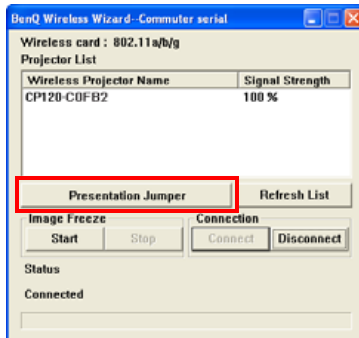 BenQ Wireless Wizard--Commuter serial
Wireless card : 802.11a/b/g
Projector List
Wireless Projector Name Signal Strength
CP120-C0FB2 100 %
Presentation Jumper Refresh List
Image Freeze Connection
Start Stop Connect Disconnect
Status
Connected